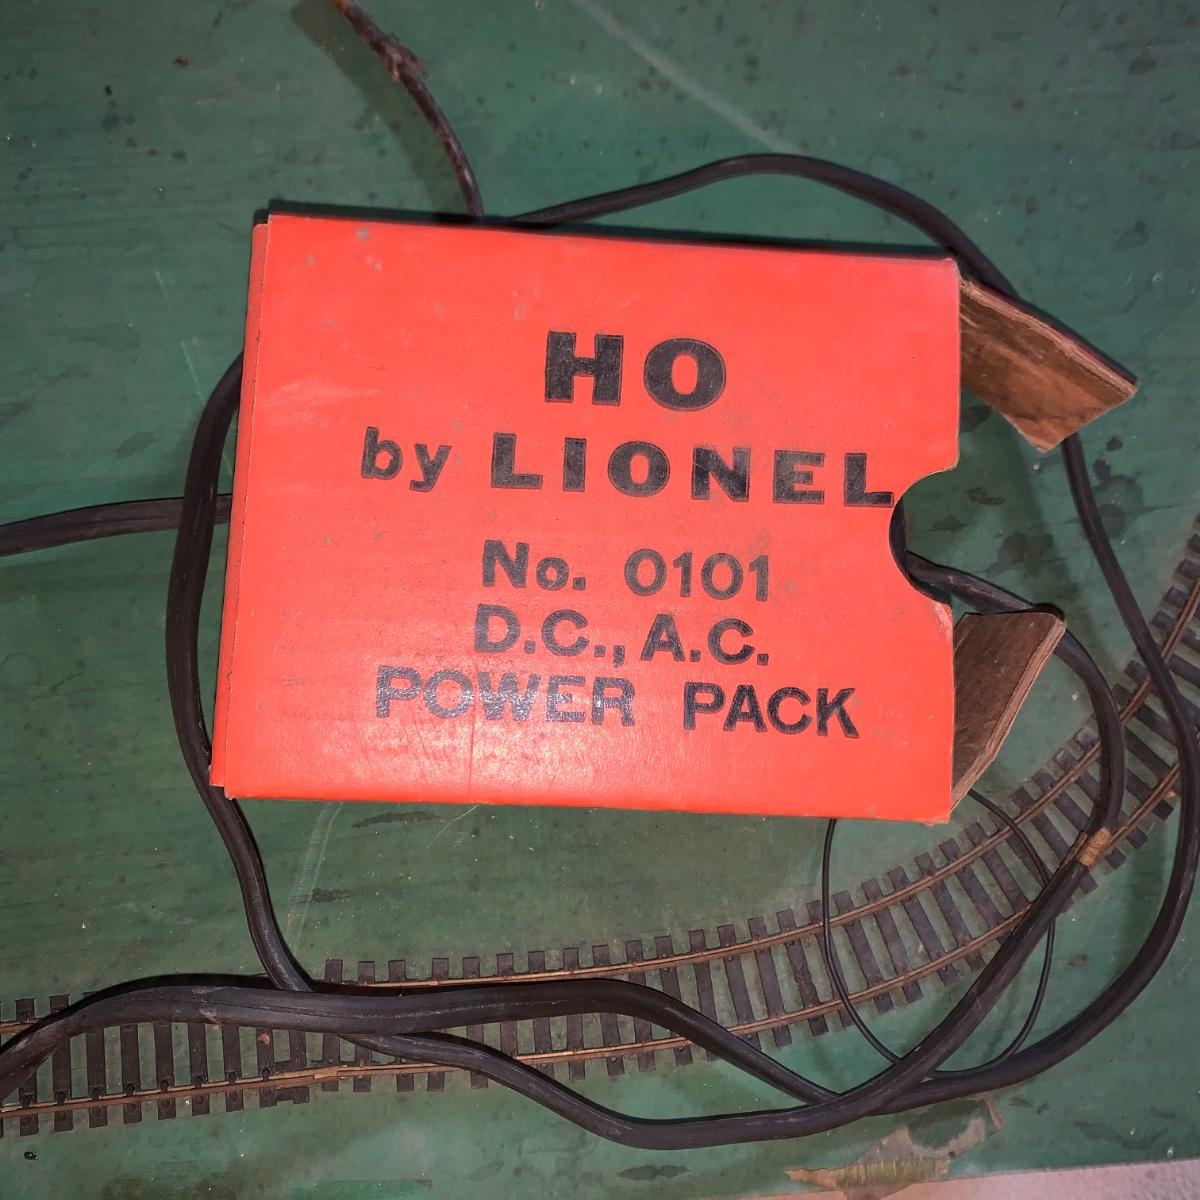 HO
by LIONEL
No. 0101
D.C., A.C.
POWER PACK